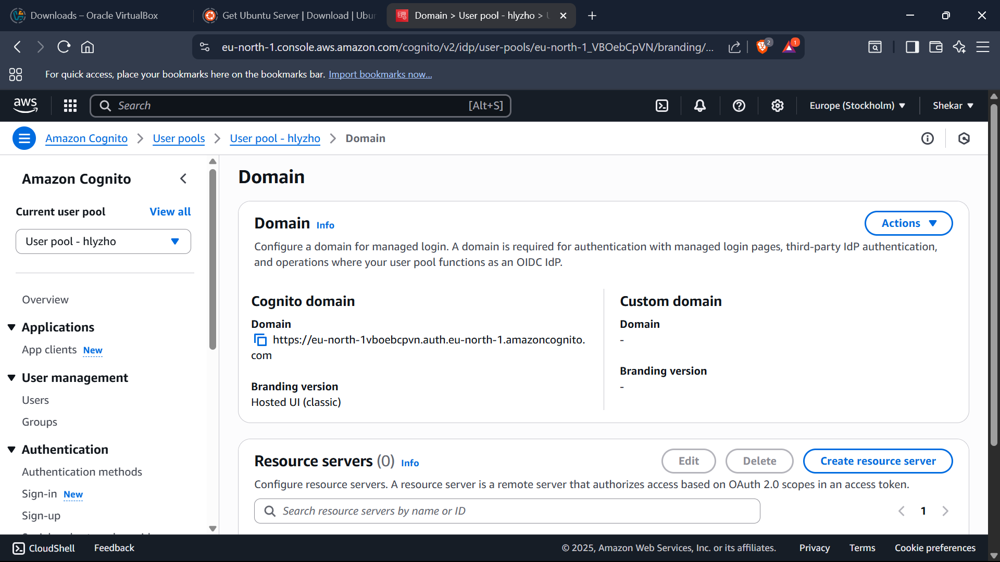 Downloads – Oracle VirtualBox
Get Ubuntu Server | Download | Ubun
Domain > User pool - hlyzho >
eu-north-1.console.aws.amazon.com/cognito/v2/idp/user-pools/eu-north-1_VBOebCpVN/branding/...
2
1
For quick access, place your bookmarks here on the bookmarks bar. Import bookmarks now...
aws
Search
[Alt+S]
Europe (Stockholm)
Shekar
Amazon Cognito
User pools
User pool - hlyzho
Domain
Amazon Cognito
Current user pool
View all
User pool - hlyzho
Overview
Applications
App clients New
User management
Users
Groups
Authentication
Authentication methods
Sign-in New
Sign-up
Domain
Domain Info
Actions
Configure a domain for managed login. A domain is required for authentication with managed login pages, third-party IdP authentication,
and operations where your user pool functions as an OIDC IdP.
Cognito domain
Domain
https://eu-north-1vboebcpvn.auth.eu-north-1.amazoncognito.
com
Branding version
Hosted UI (classic)
Custom domain
Domain
-
Branding version
-
Resource servers (0) Info
Edit
Delete
Create resource server
Configure resource servers. A resource server is a remote server that authorizes access based on OAuth 2.0 scopes in an access token.
Search resource servers by name or ID
1
CloudShell
Feedback
© 2025, Amazon Web Services, Inc. or its affiliates.
Privacy
Terms
Cookie preferences